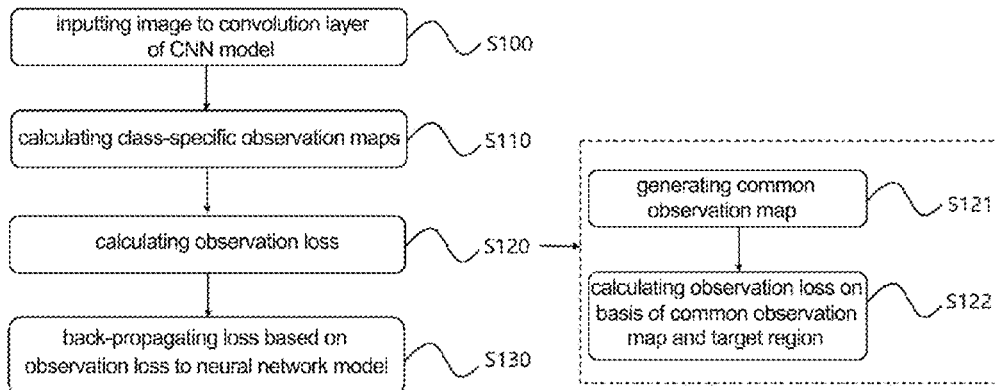 inputting image to convolution layer
of CNN model
S100
calculating class-specific observation maps
S110
calculating observation loss
S120
back-propagating loss based on
observation loss to neural network model
S130
generating common
observation map
S121
calculating observation loss on
basis of common observation
map and target region
S122